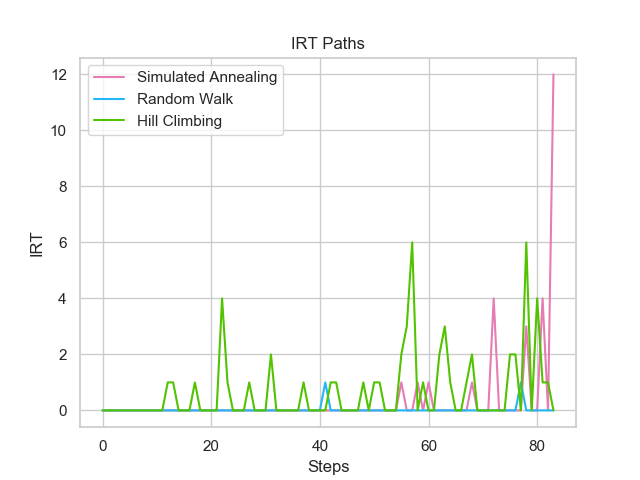 IRT Paths
Simulated Annealing
Random Walk
Hill Climbing
12
10
8
6
4
2
0
IRT
0 20 40 60 80
Steps